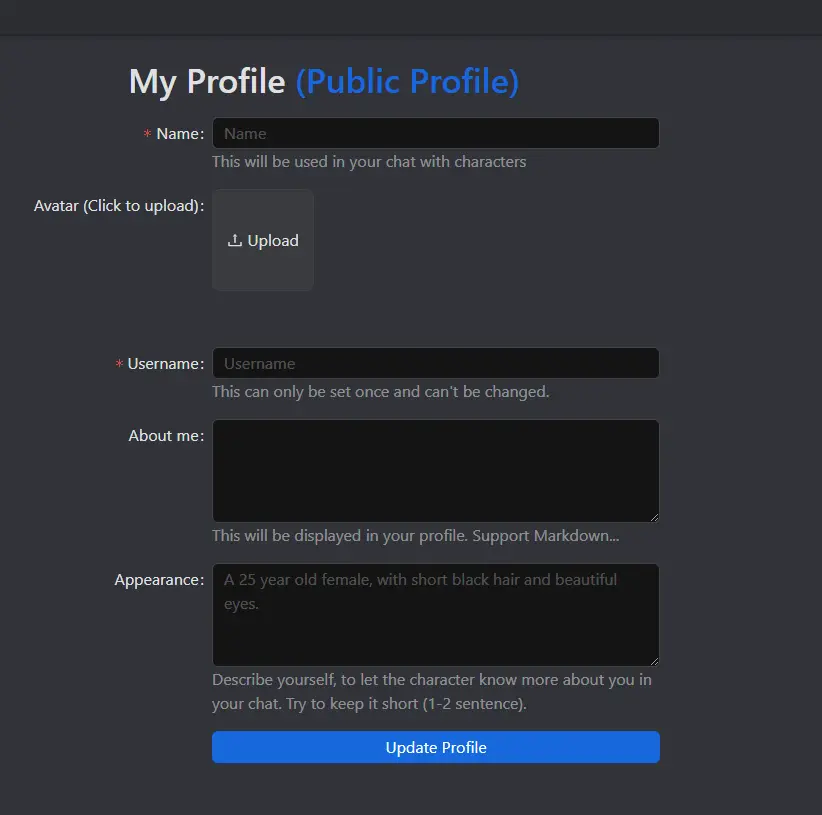 My Profile (Public Profile)
* Name:
Name
This will be used in your chat with characters
Avatar (Click to upload):
Upload
* Username:
Username
This can only be set once and can't be changed.
About me:
This will be displayed in your profile. Support Markdown...
Appearance:
A 25 year old female, with short black hair and beautiful
eyes.
Describe yourself, to let the character know more about you in
your chat. Try to keep it short (1-2 sentence).
Update Profile